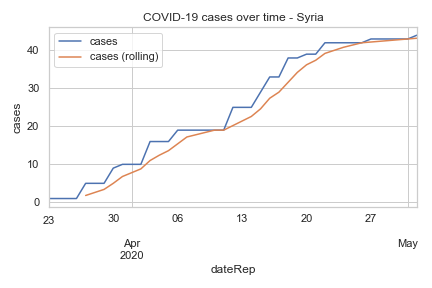 COVID-19 cases over time - Syria
cases
cases (rolling)
cases
40
30
20
10
0
23
30
06
13
20
27
Apr
2020
May
dateRep